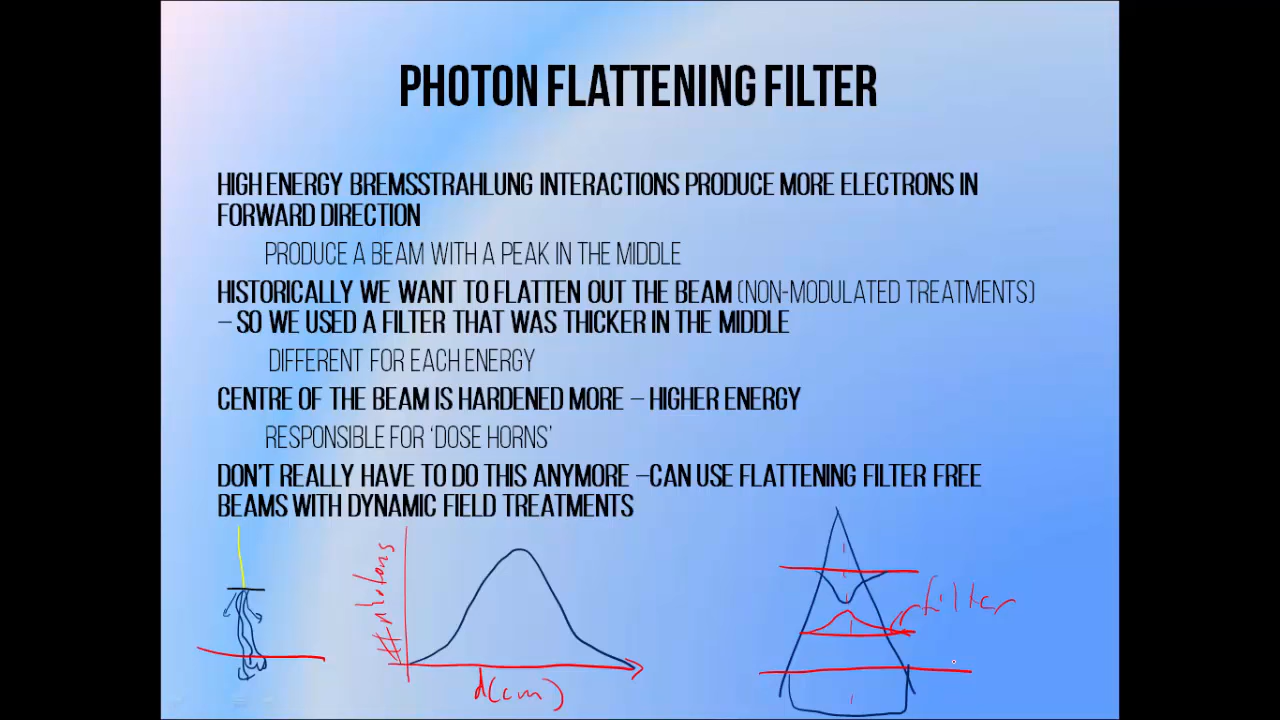 PHOTON FLATTENING FILTER
HIGH ENERGY BREMSSTRAHLUNG INTERACTIONS PRODUCE MORE ELECTRONS IN
FORWARD DIRECTION
PRODUCE A BEAM WITH A PEAK IN THE MIDDLE
HISTORICALLY WE WANT TO FLATTEN OUT THE BEAM (NON-MODULATED TREATMENTS)
– SO WE USED A FILTER THAT WAS THICKER IN THE MIDDLE
DIFFERENT FOR EACH ENERGY
CENTRE OF THE BEAM IS HARDENED MORE – HIGHER ENERGY
RESPONSIBLE FOR ‘DOSE HORNS’
DON'T REALLY HAVE TO DO THIS ANYMORE –CAN USE FLATTENING FILTER FREE
BEAMS WITH DYNAMIC FIELD TREATMENTS
#photons
d(cm)
filter